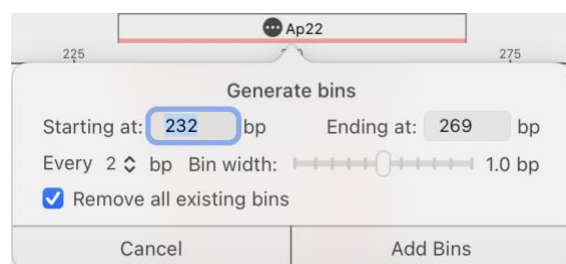 Ap22
225 275
Generate bins
Starting at: 232 bp Ending at: 269 bp
Every 2 bp Bin width: 1.0 bp
Remove all existing bins
Cancel Add Bins